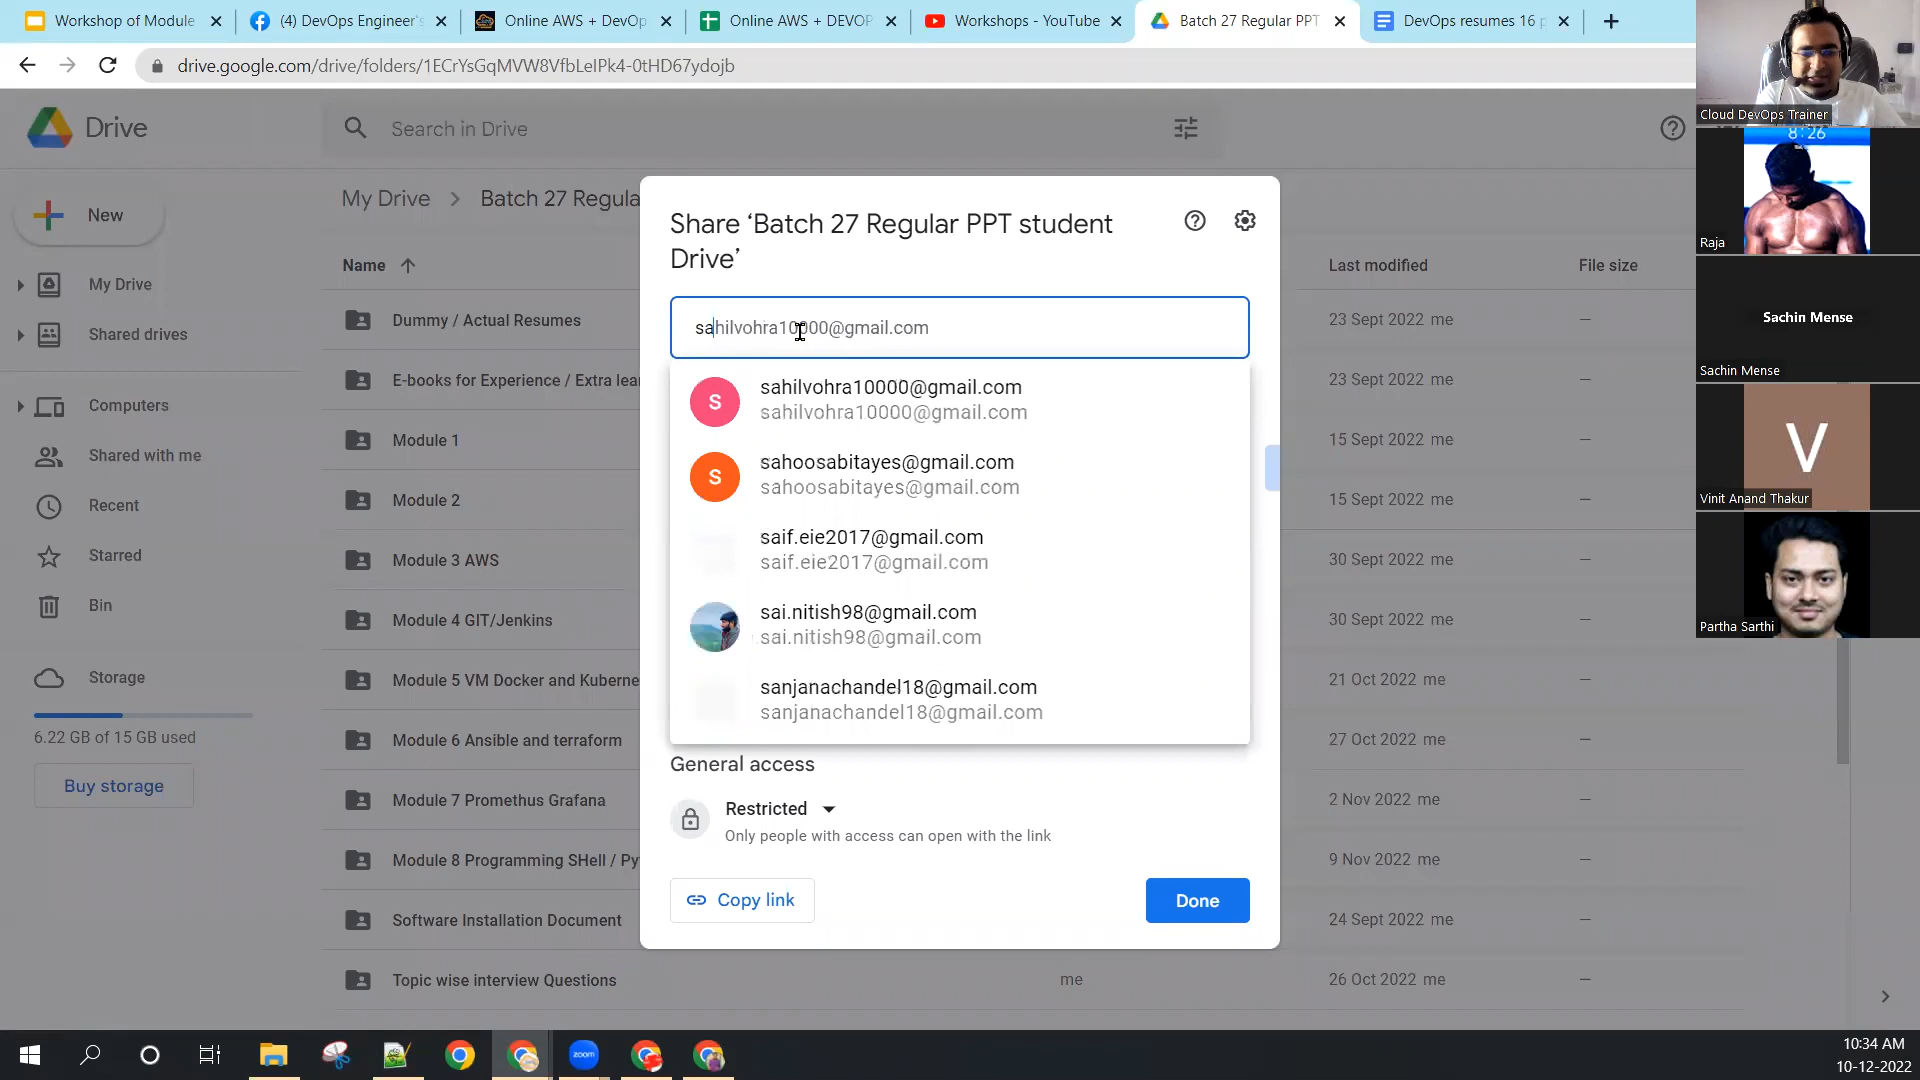 Workshop of Module
(4) DevOps Engineer's
Online AWS + DevOp
Online AWS + DEVOP
Workshops - YouTube
Batch 27 Regular PPT
DevOps resumes 16 p
drive.google.com/drive/folders/1ECrYsGqMVW8VfbLeIPk4-0tHD67ydojb
Drive
Search in Drive
New
My Drive
Shared drives
Computers
Shared with me
Recent
Starred
Bin
Storage
6.22 GB of 15 GB used
Buy storage
My Drive > Batch 27 Regula
Name
Last modified
File size
Dummy / Actual Resumes
23 Sept 2022 me
—
E-books for Experience / Extra lea
23 Sept 2022 me
—
Module 1
15 Sept 2022 me
—
Module 2
15 Sept 2022 me
—
Module 3 AWS
30 Sept 2022 me
—
Module 4 GIT/Jenkins
30 Sept 2022 me
—
Module 5 VM Docker and Kuberne
21 Oct 2022 me
—
Module 6 Ansible and terraform
27 Oct 2022 me
—
Module 7 Promethus Grafana
2 Nov 2022 me
—
Module 8 Programming SHell / Py
9 Nov 2022 me
—
Software Installation Document
24 Sept 2022 me
—
Topic wise interview Questions
me
26 Oct 2022 me
—
Share ‘Batch 27 Regular PPT student
Drive’
sahilvohra10000@gmail.com
S
sahilvohra10000@gmail.com
sahilvohra10000@gmail.com
S
sahoosabitayes@gmail.com
sahoosabitayes@gmail.com
saif.eie2017@gmail.com
saif.eie2017@gmail.com
sai.nitish98@gmail.com
sai.nitish98@gmail.com
sanjanachandel18@gmail.com
sanjanachandel18@gmail.com
General access
Restricted
Only people with access can open with the link
Copy link
Done
Cloud DevOps Trainer
8:26
Raja
Sachin Mense
Sachin Mense
V
Vinit Anand Thakur
Partha Sarthi
zoom
10:34 AM
10-12-2022